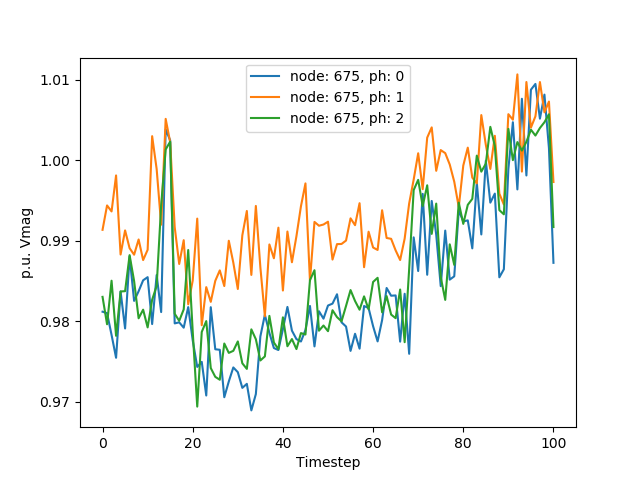 node: 675, ph: 0
node: 675, ph: 1
node: 675, ph: 2
1.01
1.00
0.99
0.98
0.97
p.u. Vmag
0
20
40
60
80
100
Timestep